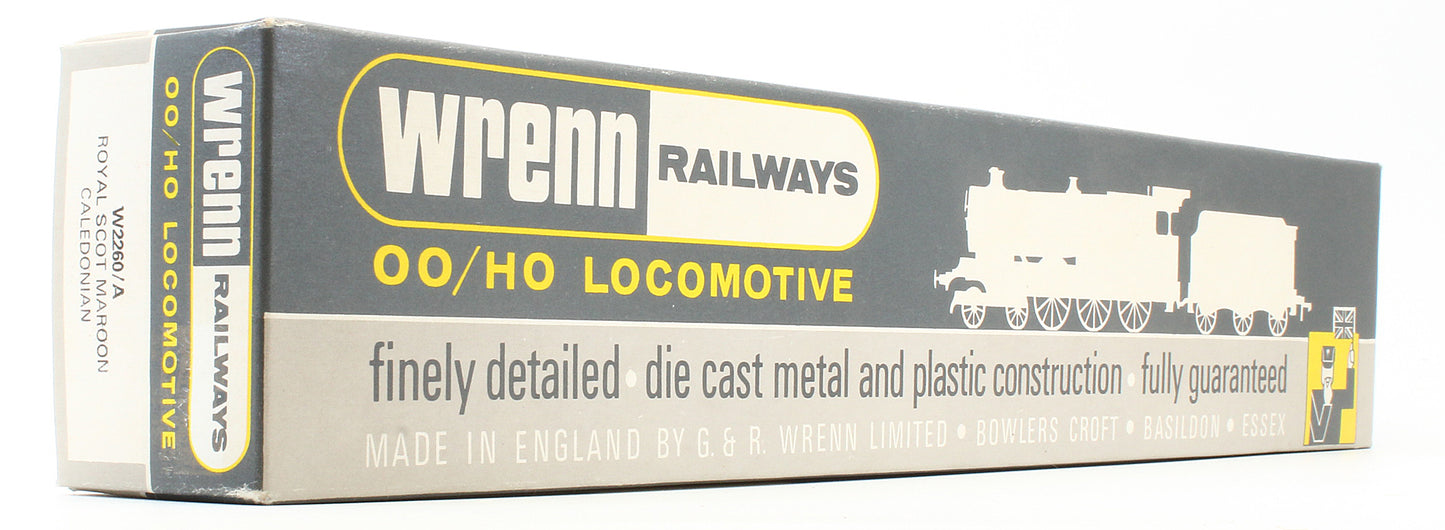 W2260/A
ROYAL SCOT MAROON
CALEDONIAN
wrenn RAILWAYS
OO/HO LOCOMOTIVE
wrenn RAILWAYS
OO/HO LOCOMOTIVE
finely detailed • die cast metal and plastic construction • fully guaranteed
MADE IN ENGLAND BY G. & R. WRENN LIMITED • BOWLERS CROFT • BASILDON • ESSEX